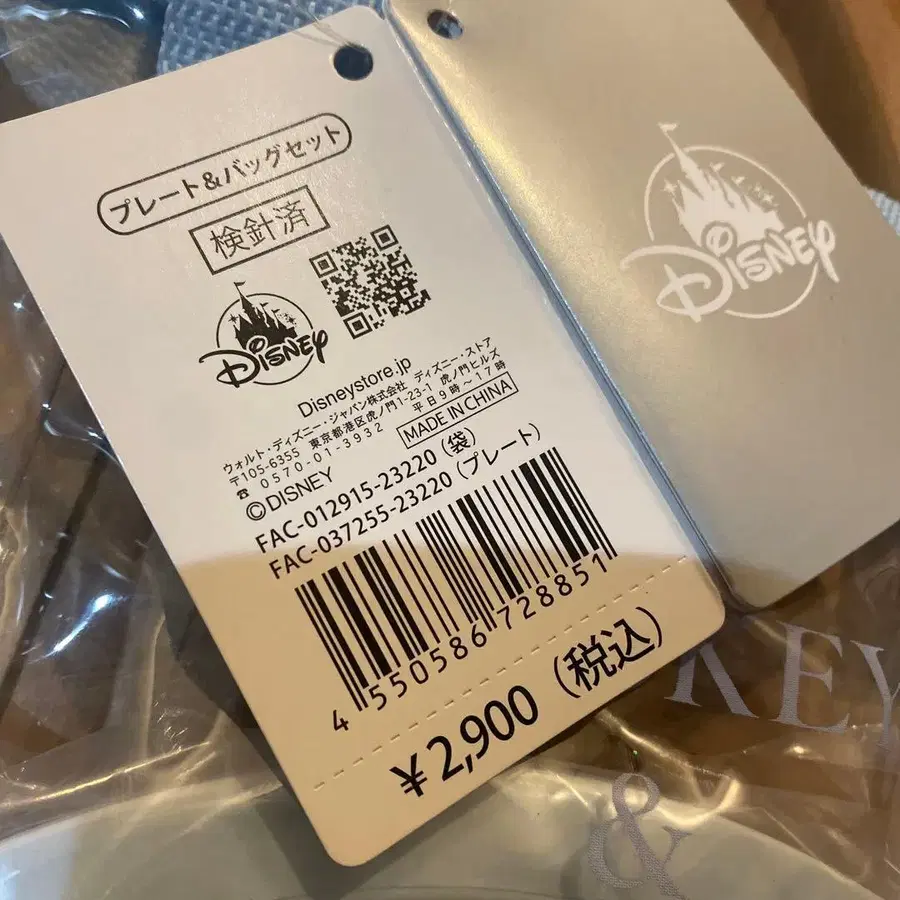 プレート&バッグセット
検針済
DISNEY
Disneystore.jp
ウォルト・ディズニー・ジャパン株式会社 ディズニー・ストア
〒105-6355 東京都港区虎ノ門1-23-1 虎ノ門ヒルズ
☎ 0570-01-3932 平日9時~17時
©DISNEY
MADE IN CHINA
FAC-012915-23220 (袋)
FAC-037255-23220 (プレート)
4 550586 728851
¥2,900 (税込)
DISNEY
KEY
&